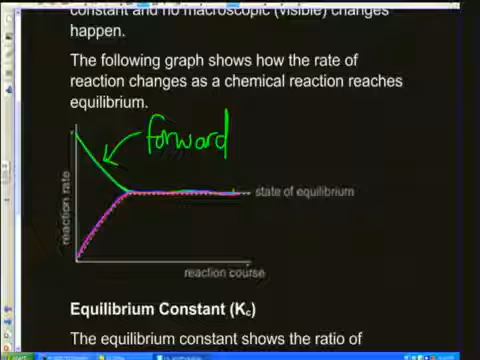 constant and no macroscopic (visible) changes
happen.
The following graph shows how the rate of
reaction changes as a chemical reaction reaches
equilibrium.
forward
reaction rate
state of equilibrium
reaction course
Equilibrium Constant (Kc)
The equilibrium constant shows the ratio of